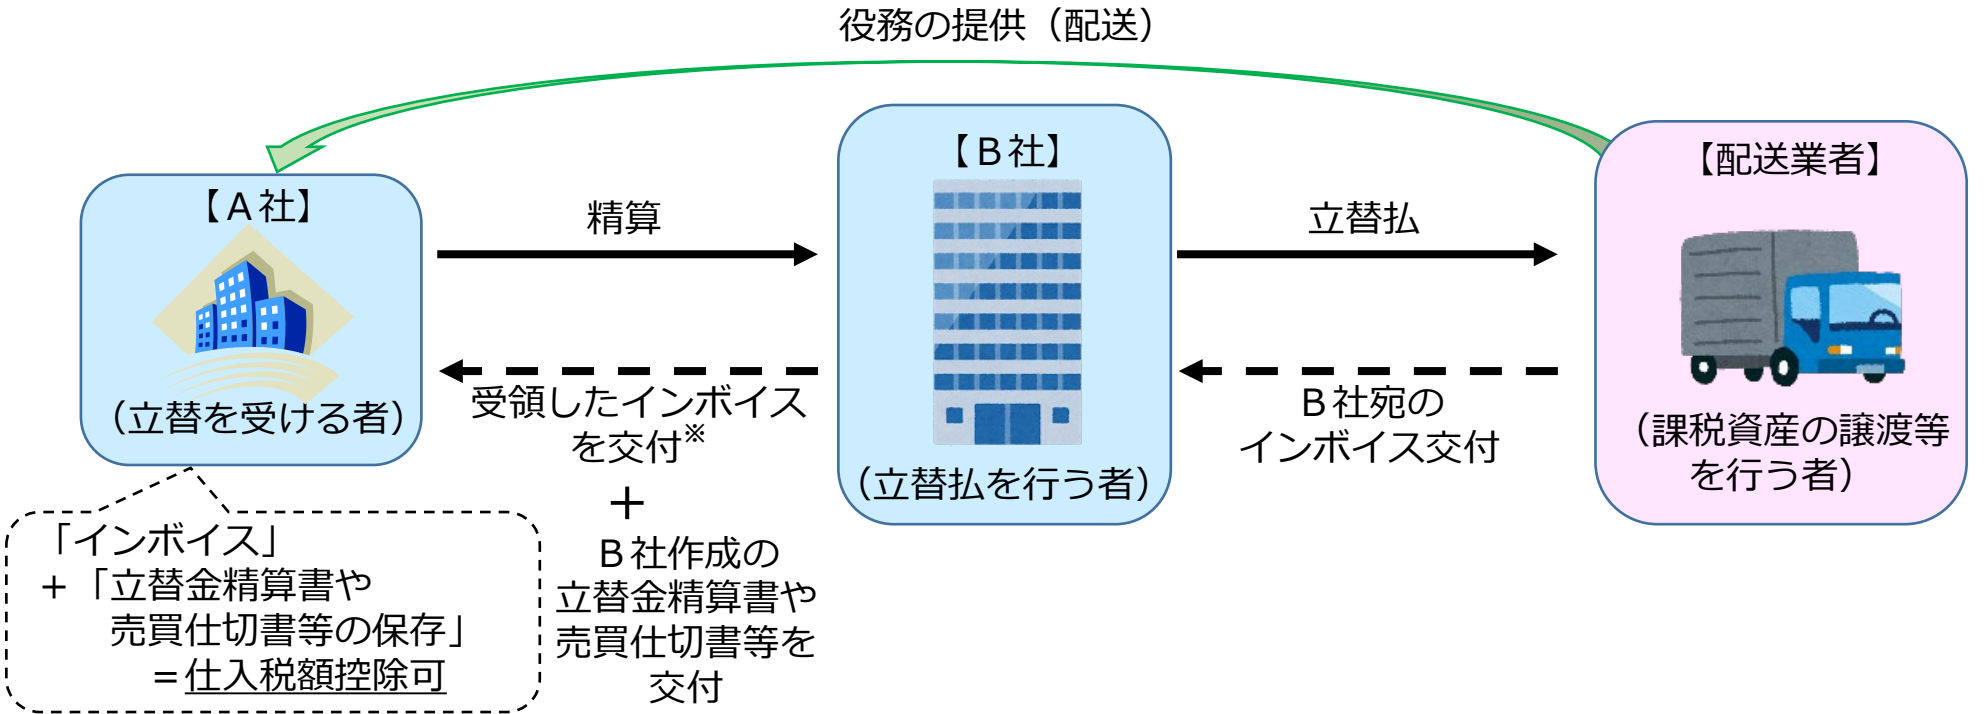 役務の提供（配送）
【Ａ社】
（立替を受ける者）
精算
受領したインボイス
を交付※
＋
Ｂ社作成の
立替金精算書や
売買仕切書等を
交付
【Ｂ社】
（立替払を行う者）
立替払
Ｂ社宛の
インボイス交付
【配送業者】
（課税資産の譲渡等
を行う者）
「インボイス」
＋「立替金精算書や
売買仕切書等の保存」
＝仕入税額控除可